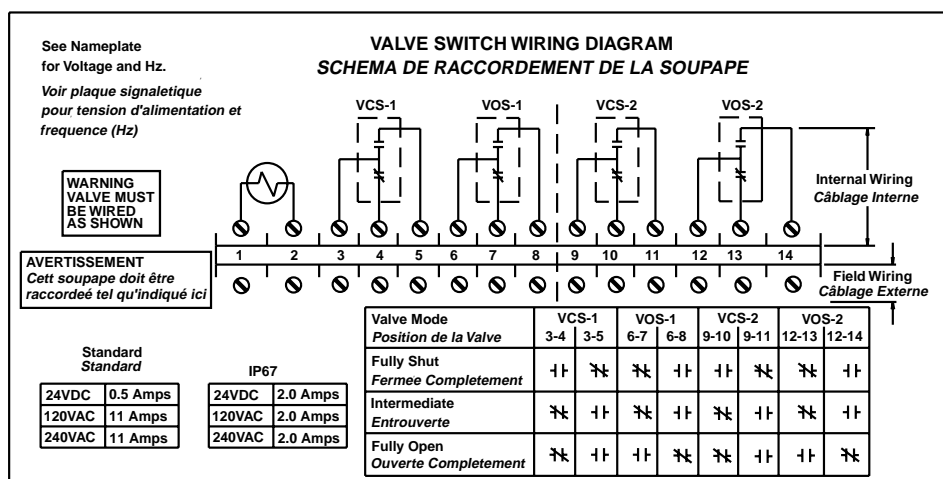 See Nameplate
for Voltage and Hz.
Voir plaque signaletique
pour tension d'alimentation et
frequence (Hz)
VALVE SWITCH WIRING DIAGRAM
SCHEMA DE RACCORDEMENT DE LA SOUPAPE
VCS-1 VOS-1 VCS-2 VOS-2
WARNING
VALVE MUST
BE WIRED
AS SHOWN
Internal Wiring
Câblage Interne
1 2 3 4 5 6 7 8 9 10 11 12 13 14
AVERTISSEMENT
Cett soupape doit être
raccordeé tel qu'indiqué ici
Field Wiring
Câblage Externe
Valve Mode VCS-1 VOS-1 VCS-2 VOS-2
Position de la Valve 3-4 3-5 6-7 6-8 9-10 9-11 12-13 12-14
Fully Shut
Fermee Completement
Intermediate
Entrouverte
Fully Open
Ouverte Completement
Standard
Standard
24VDC 0.5 Amps
120VAC 11 Amps
240VAC 11 Amps
IP67
24VDC 2.0 Amps
120VAC 2.0 Amps
240VAC 2.0 Amps